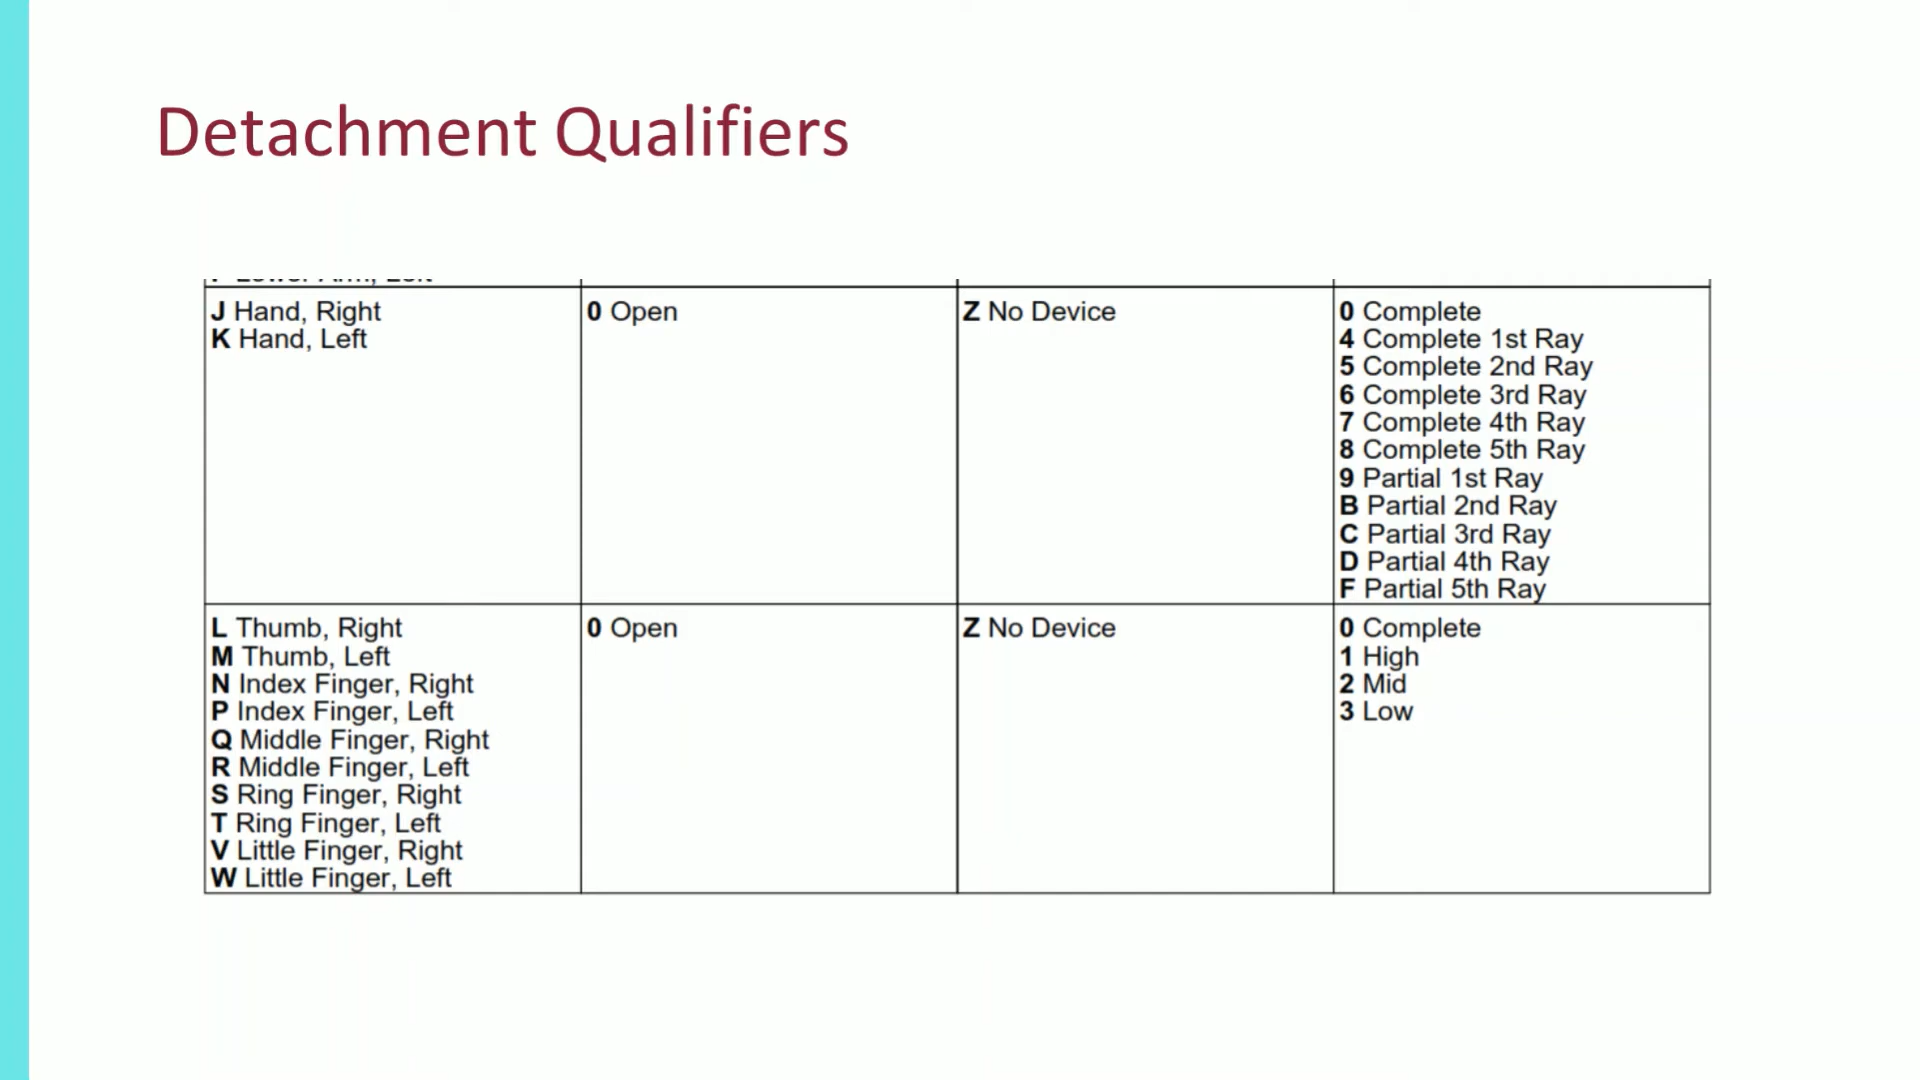 Detachment Qualifiers
J Hand, Right
K Hand, Left
0 Open
Z No Device
0 Complete
4 Complete 1st Ray
5 Complete 2nd Ray
6 Complete 3rd Ray
7 Complete 4th Ray
8 Complete 5th Ray
9 Partial 1st Ray
B Partial 2nd Ray
C Partial 3rd Ray
D Partial 4th Ray
F Partial 5th Ray
L Thumb, Right
M Thumb, Left
N Index Finger, Right
P Index Finger, Left
Q Middle Finger, Right
R Middle Finger, Left
S Ring Finger, Right
T Ring Finger, Left
V Little Finger, Right
W Little Finger, Left
0 Open
Z No Device
0 Complete
1 High
2 Mid
3 Low